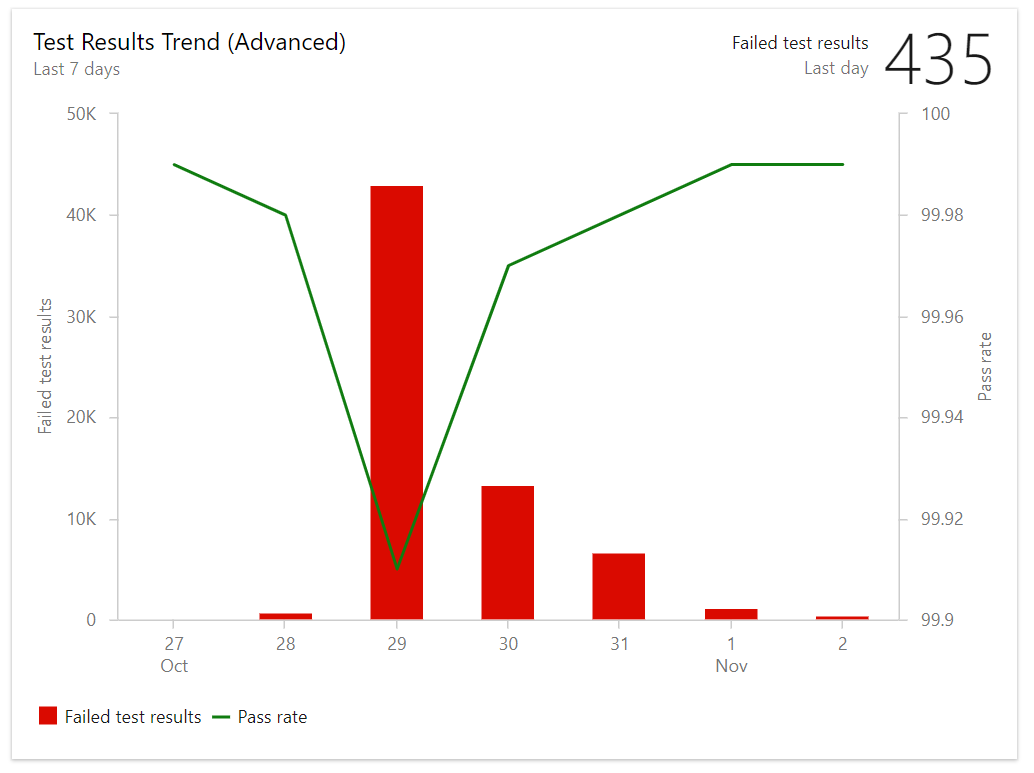 Test Results Trend (Advanced)
Last 7 days
Failed test results
Last day
435
50K
40K
30K
20K
10K
0
Failed test results
100
99.98
99.96
99.94
99.92
99.9
Pass rate
27 28 29 30 31 1 2
Oct Nov
Failed test results Pass rate